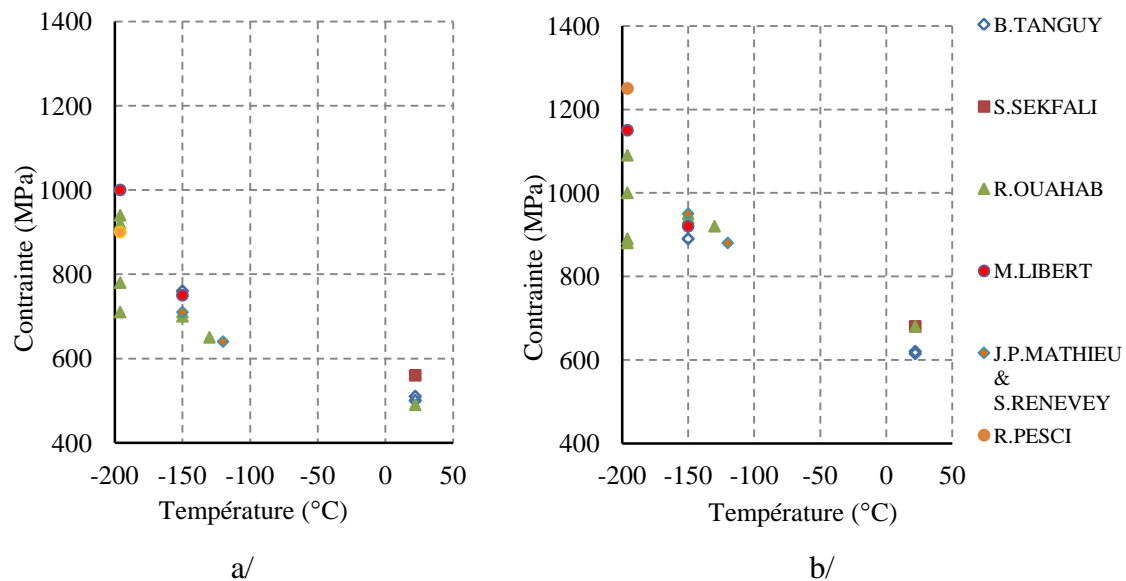 1400
1200
1000
800
600
400
-200 -150 -100 -50 0 50
Contrainte (MPa)
Température (°C)
a/
1400
1200
1000
800
600
400
-200 -150 -100 -50 0 50
Contrainte (MPa)
Température (°C)
b/
B.TANGUY
S.SEKFALI
R.OUAHAB
M.LIBERT
J.P.MATHIEU
&
S.RENEVEY
R.PESCI